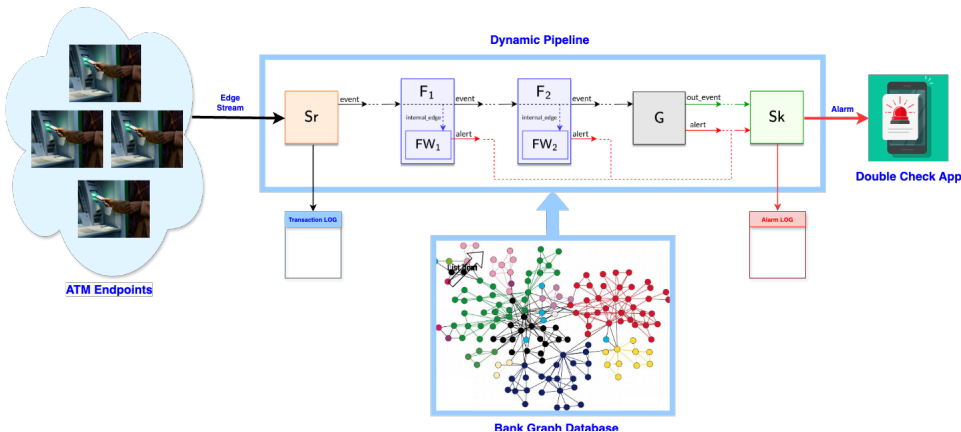 Dynamic Pipeline
Edge
Stream
Sr
event
F1
event
internal_edge
FW1
alert
F2
event
internal_edge
FW2
alert
G
out_event
alert
Sk
Alarm
Double Check App
Transaction LOG
Alarm LOG
ATM Endpoints
Bank Graph Database